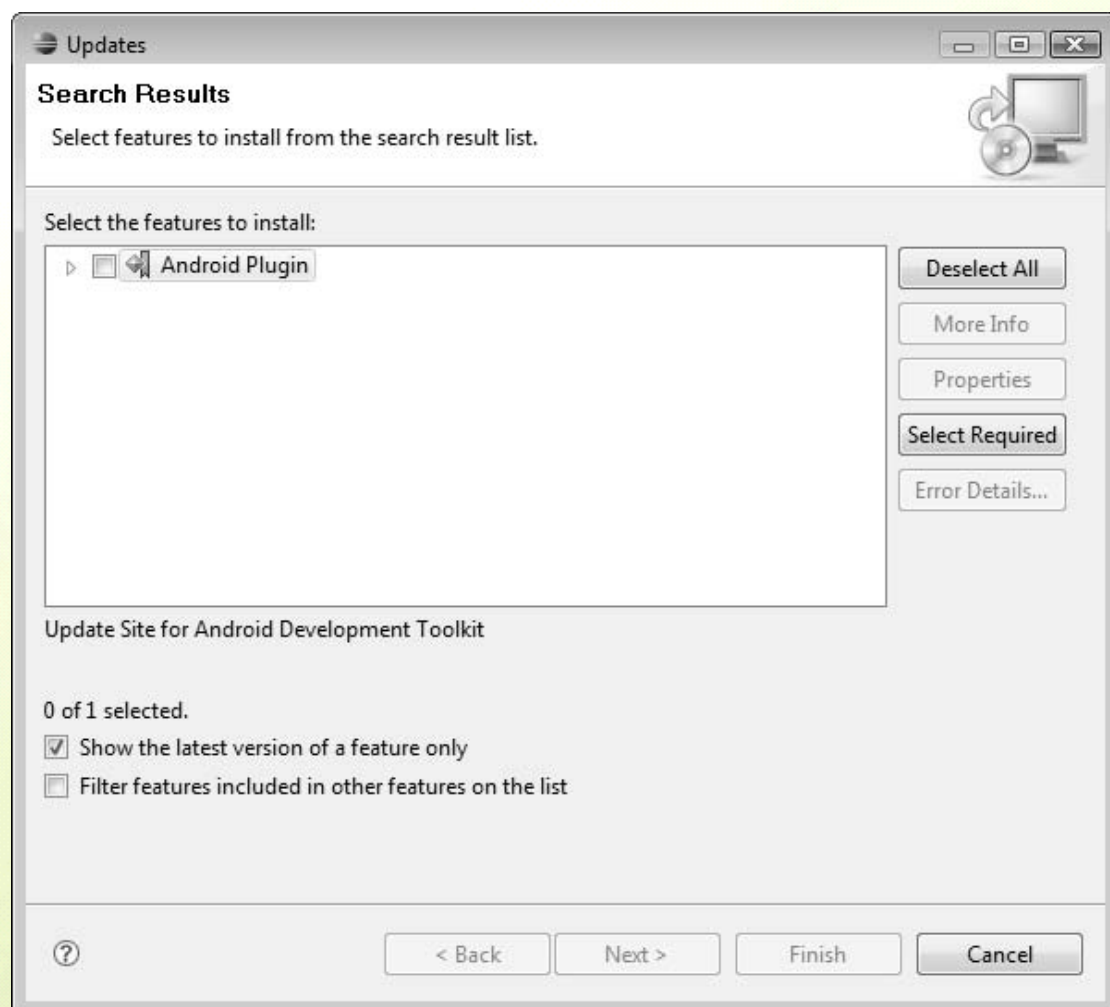 Updates
Search Results
Select features to install from the search result list.
Select the features to install:
Android Plugin
Deselect All
More Info
Properties
Select Required
Error Details...
Update Site for Android Development Toolkit
0 of 1 selected.
Show the latest version of a feature only
Filter features included in other features on the list
?
< Back
Next >
Finish
Cancel